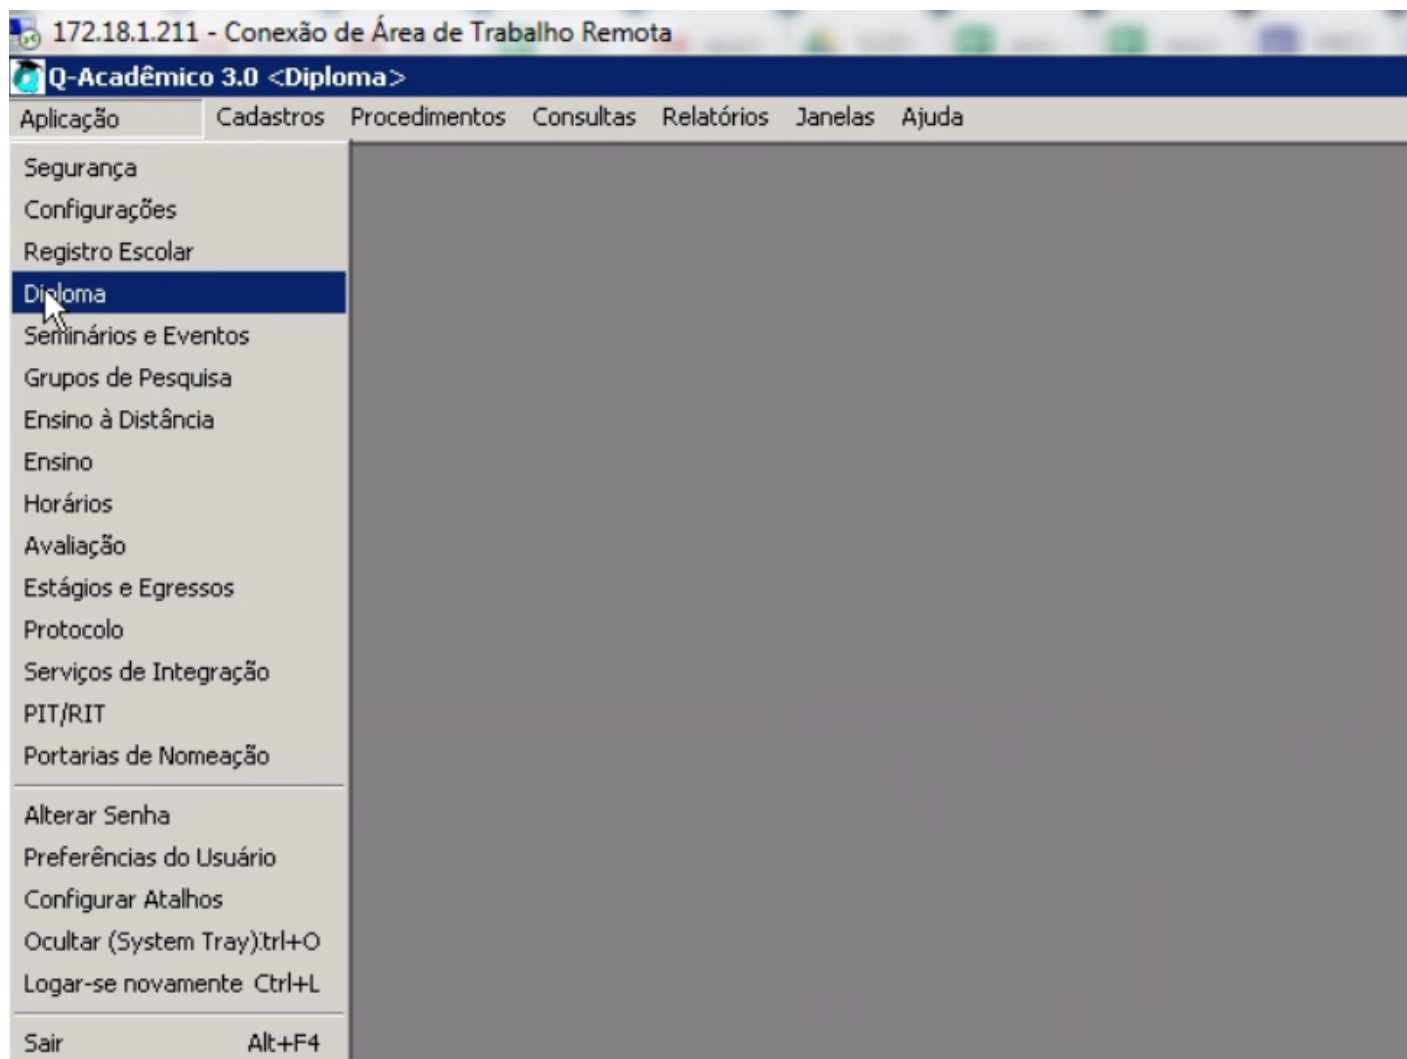 172.18.1.211 - Conexão de Área de Trabalho Remota
Q-Acadêmico 3.0 <Diploma>
Aplicação Cadastros Procedimentos Consultas Relatórios Janelas Ajuda
Segurança
Configurações
Registro Escolar
Diploma
Seminários e Eventos
Grupos de Pesquisa
Ensino à Distância
Ensino
Horários
Avaliação
Estágios e Egressos
Protocolo
Serviços de Integração
PIT/RIT
Portarias de Nomeação
Alterar Senha
Preferências do Usuário
Configurar Atalhos
Ocultar (System Tray) Ctrl+O
Logar-se novamente Ctrl+L
Sair Alt+F4